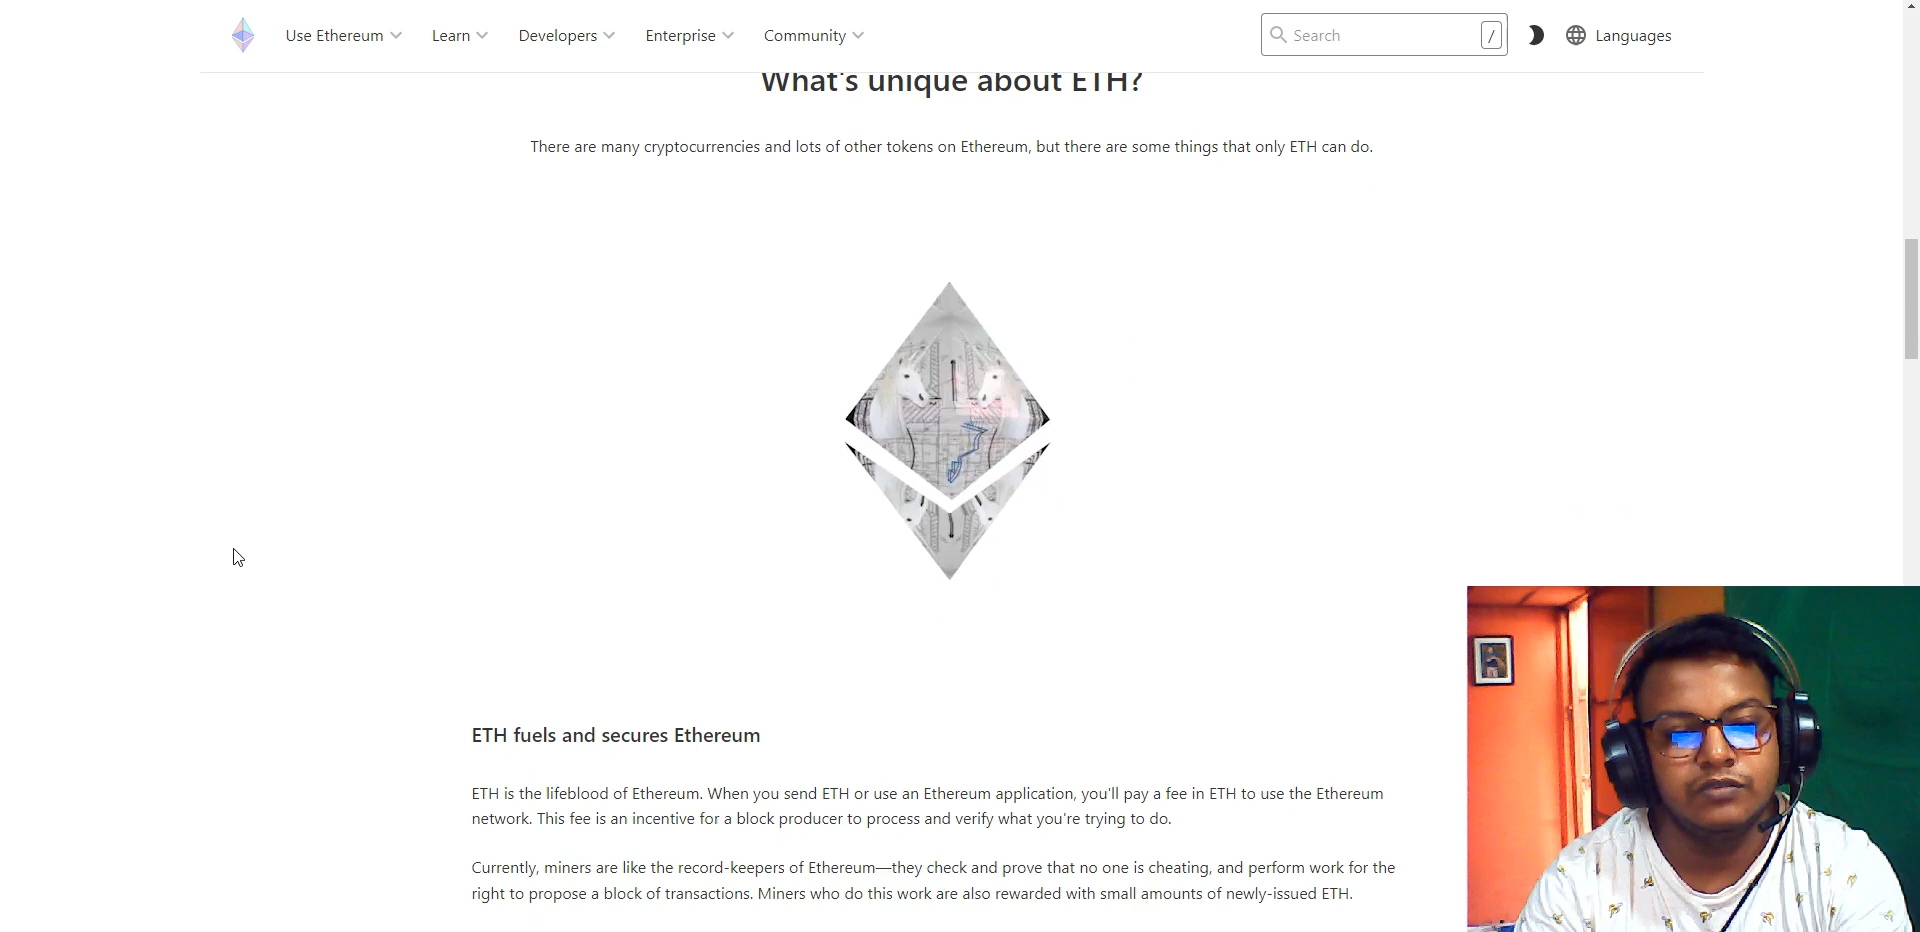 Use Ethereum
Learn
Developers
Enterprise
Community
Search
/
Languages
What's unique about ETH?
There are many cryptocurrencies and lots of other tokens on Ethereum, but there are some things that only ETH can do.
ETH fuels and secures Ethereum
ETH is the lifeblood of Ethereum. When you send ETH or use an Ethereum application, you'll pay a fee in ETH to use the Ethereum
network. This fee is an incentive for a block producer to process and verify what you're trying to do.
Currently, miners are like the record-keepers of Ethereum—they check and prove that no one is cheating, and perform work for the
right to propose a block of transactions. Miners who do this work are also rewarded with small amounts of newly-issued ETH.